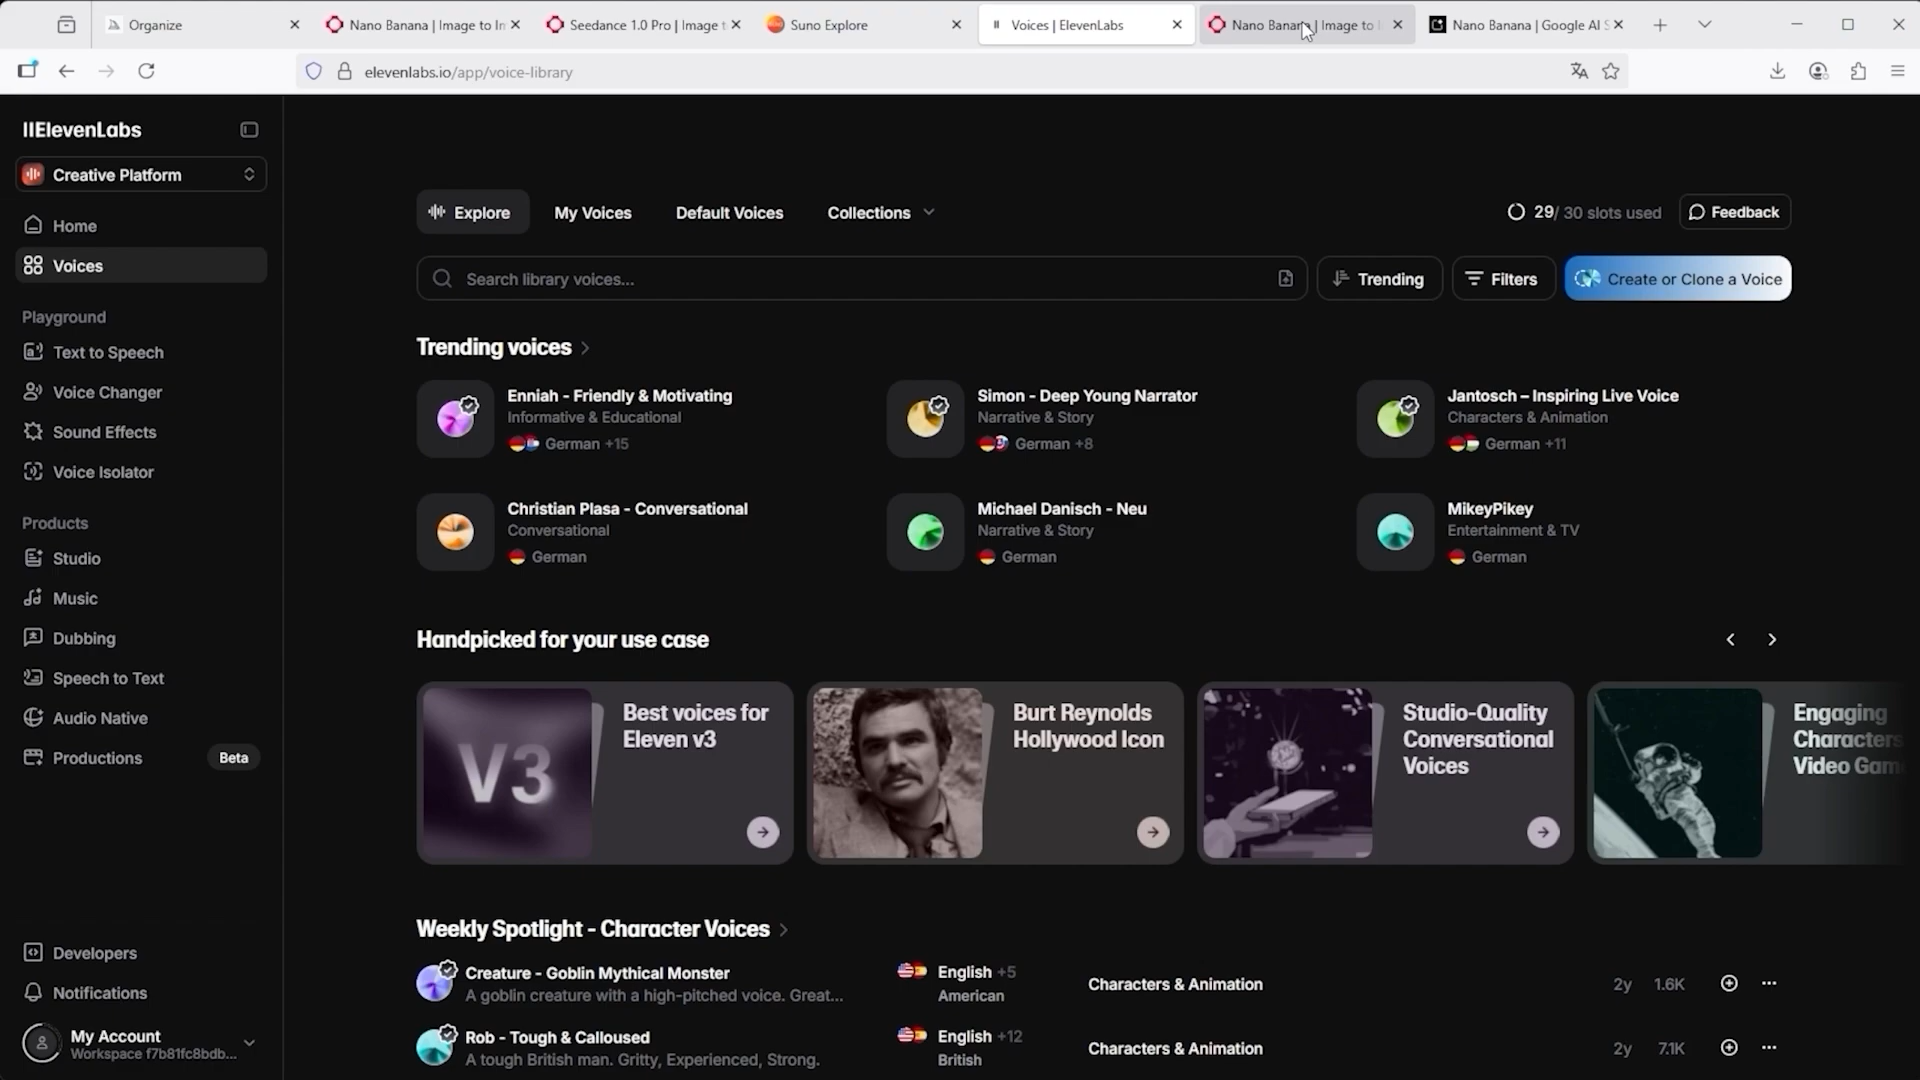 Organize
Nano Banana | Image to Im
Seedance 1.0 Pro | Image t
Suno Explore
Voices | ElevenLabs
Nano Banana | Image to I
Nano Banana | Google AI S
elevenlabs.io/app/voice-library
IIElevenLabs
Creative Platform
Home
Voices
Playground
Text to Speech
Voice Changer
Sound Effects
Voice Isolator
Products
Studio
Music
Dubbing
Speech to Text
Audio Native
Productions
Beta
Developers
Notifications
My Account
Workspace f7b81fc8bdb...
Explore
My Voices
Default Voices
Collections
29/ 30 slots used
Feedback
Search library voices...
Trending
Filters
Create or Clone a Voice
Trending voices
Enniah - Friendly & Motivating
Informative & Educational
German +15
Simon - Deep Young Narrator
Narrative & Story
German +8
Jantosch – Inspiring Live Voice
Characters & Animation
German +11
Christian Plasa - Conversational
Conversational
German
Michael Danisch - Neu
Narrative & Story
German
MikeyPikey
Entertainment & TV
German
Handpicked for your use case
V3
Best voices for
Eleven v3
Burt Reynolds
Hollywood Icon
Studio-Quality
Conversational
Voices
Engaging
Characters
Video Game
Weekly Spotlight - Character Voices
Creature - Goblin Mythical Monster
A goblin creature with a high-pitched voice. Great...
English +5
American
Characters & Animation
2y
1.6K
Rob - Tough & Calloused
A tough British man. Gritty, Experienced, Strong.
English +12
British
Characters & Animation
2y
7.1K